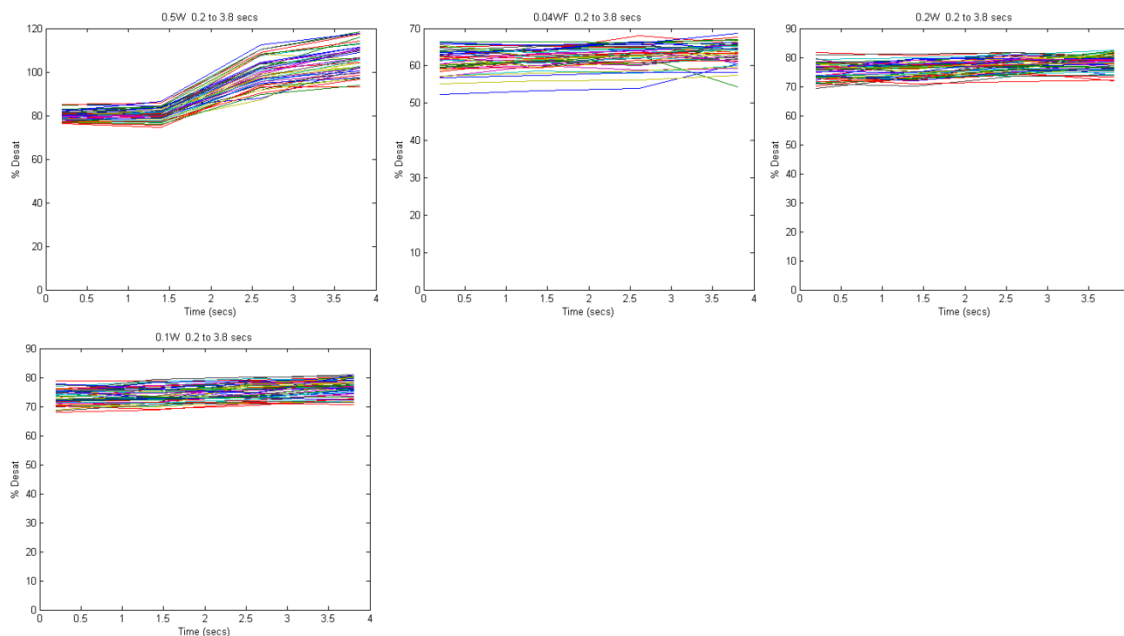 0.5W 0.2 to 3.8 secs
120
100
80
60
40
20
0
% Desat
0 0.5 1 1.5 2 2.5 3 3.5 4
Time (secs)
0.04WF 0.2 to 3.8 secs
70
60
50
40
30
20
10
0
% Desat
0 0.5 1 1.5 2 2.5 3 3.5 4
Time (secs)
0.2W 0.2 to 3.8 secs
90
80
70
60
50
40
30
20
10
0
% Desat
0 0.5 1 1.5 2 2.5 3 3.5
Time (secs)
0.1W 0.2 to 3.8 secs
90
80
70
60
50
40
30
20
10
0
% Desat
0 0.5 1 1.5 2 2.5 3 3.5 4
Time (secs)